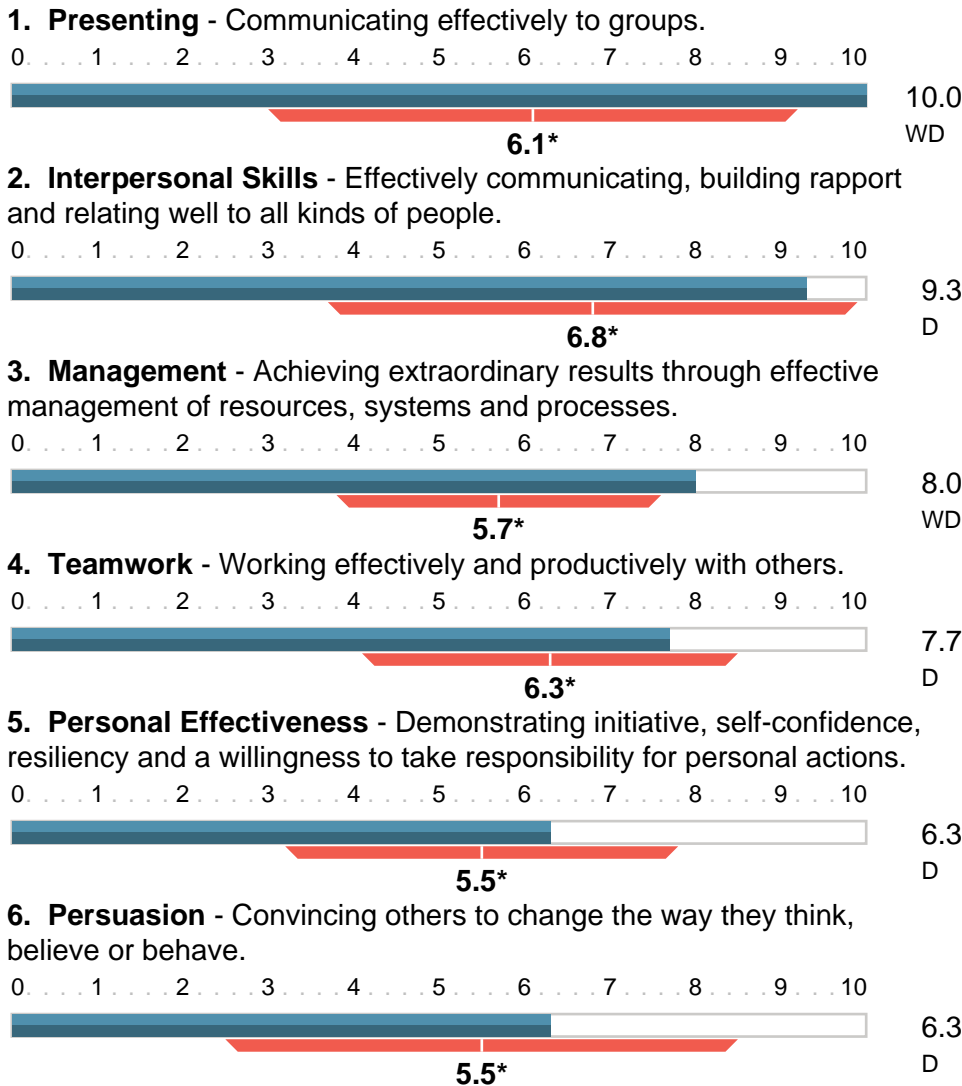 1. Presenting - Communicating effectively to groups.
0. . . . 1 . . . . 2 . . . . 3 . . . . 4 . . . . 5 . . . . 6 . . . . 7 . . . . 8 . . . . 9 . . . 10
10.0
WD
6.1*
2. Interpersonal Skills - Effectively communicating, building rapport
and relating well to all kinds of people.
0. . . . 1 . . . . 2 . . . . 3 . . . . 4 . . . . 5 . . . . 6 . . . . 7 . . . . 8 . . . . 9 . . . 10
9.3
D
6.8*
3. Management - Achieving extraordinary results through effective
management of resources, systems and processes.
0. . . . 1 . . . . 2 . . . . 3 . . . . 4 . . . . 5 . . . . 6 . . . . 7 . . . . 8 . . . . 9 . . . 10
8.0
WD
5.7*
4. Teamwork - Working effectively and productively with others.
0. . . . 1 . . . . 2 . . . . 3 . . . . 4 . . . . 5 . . . . 6 . . . . 7 . . . . 8 . . . . 9 . . . 10
7.7
D
6.3*
5. Personal Effectiveness - Demonstrating initiative, self-confidence,
resiliency and a willingness to take responsibility for personal actions.
0. . . . 1 . . . . 2 . . . . 3 . . . . 4 . . . . 5 . . . . 6 . . . . 7 . . . . 8 . . . . 9 . . . 10
6.3
D
5.5*
6. Persuasion - Convincing others to change the way they think,
believe or behave.
0. . . . 1 . . . . 2 . . . . 3 . . . . 4 . . . . 5 . . . . 6 . . . . 7 . . . . 8 . . . . 9 . . . 10
6.3
D
5.5*